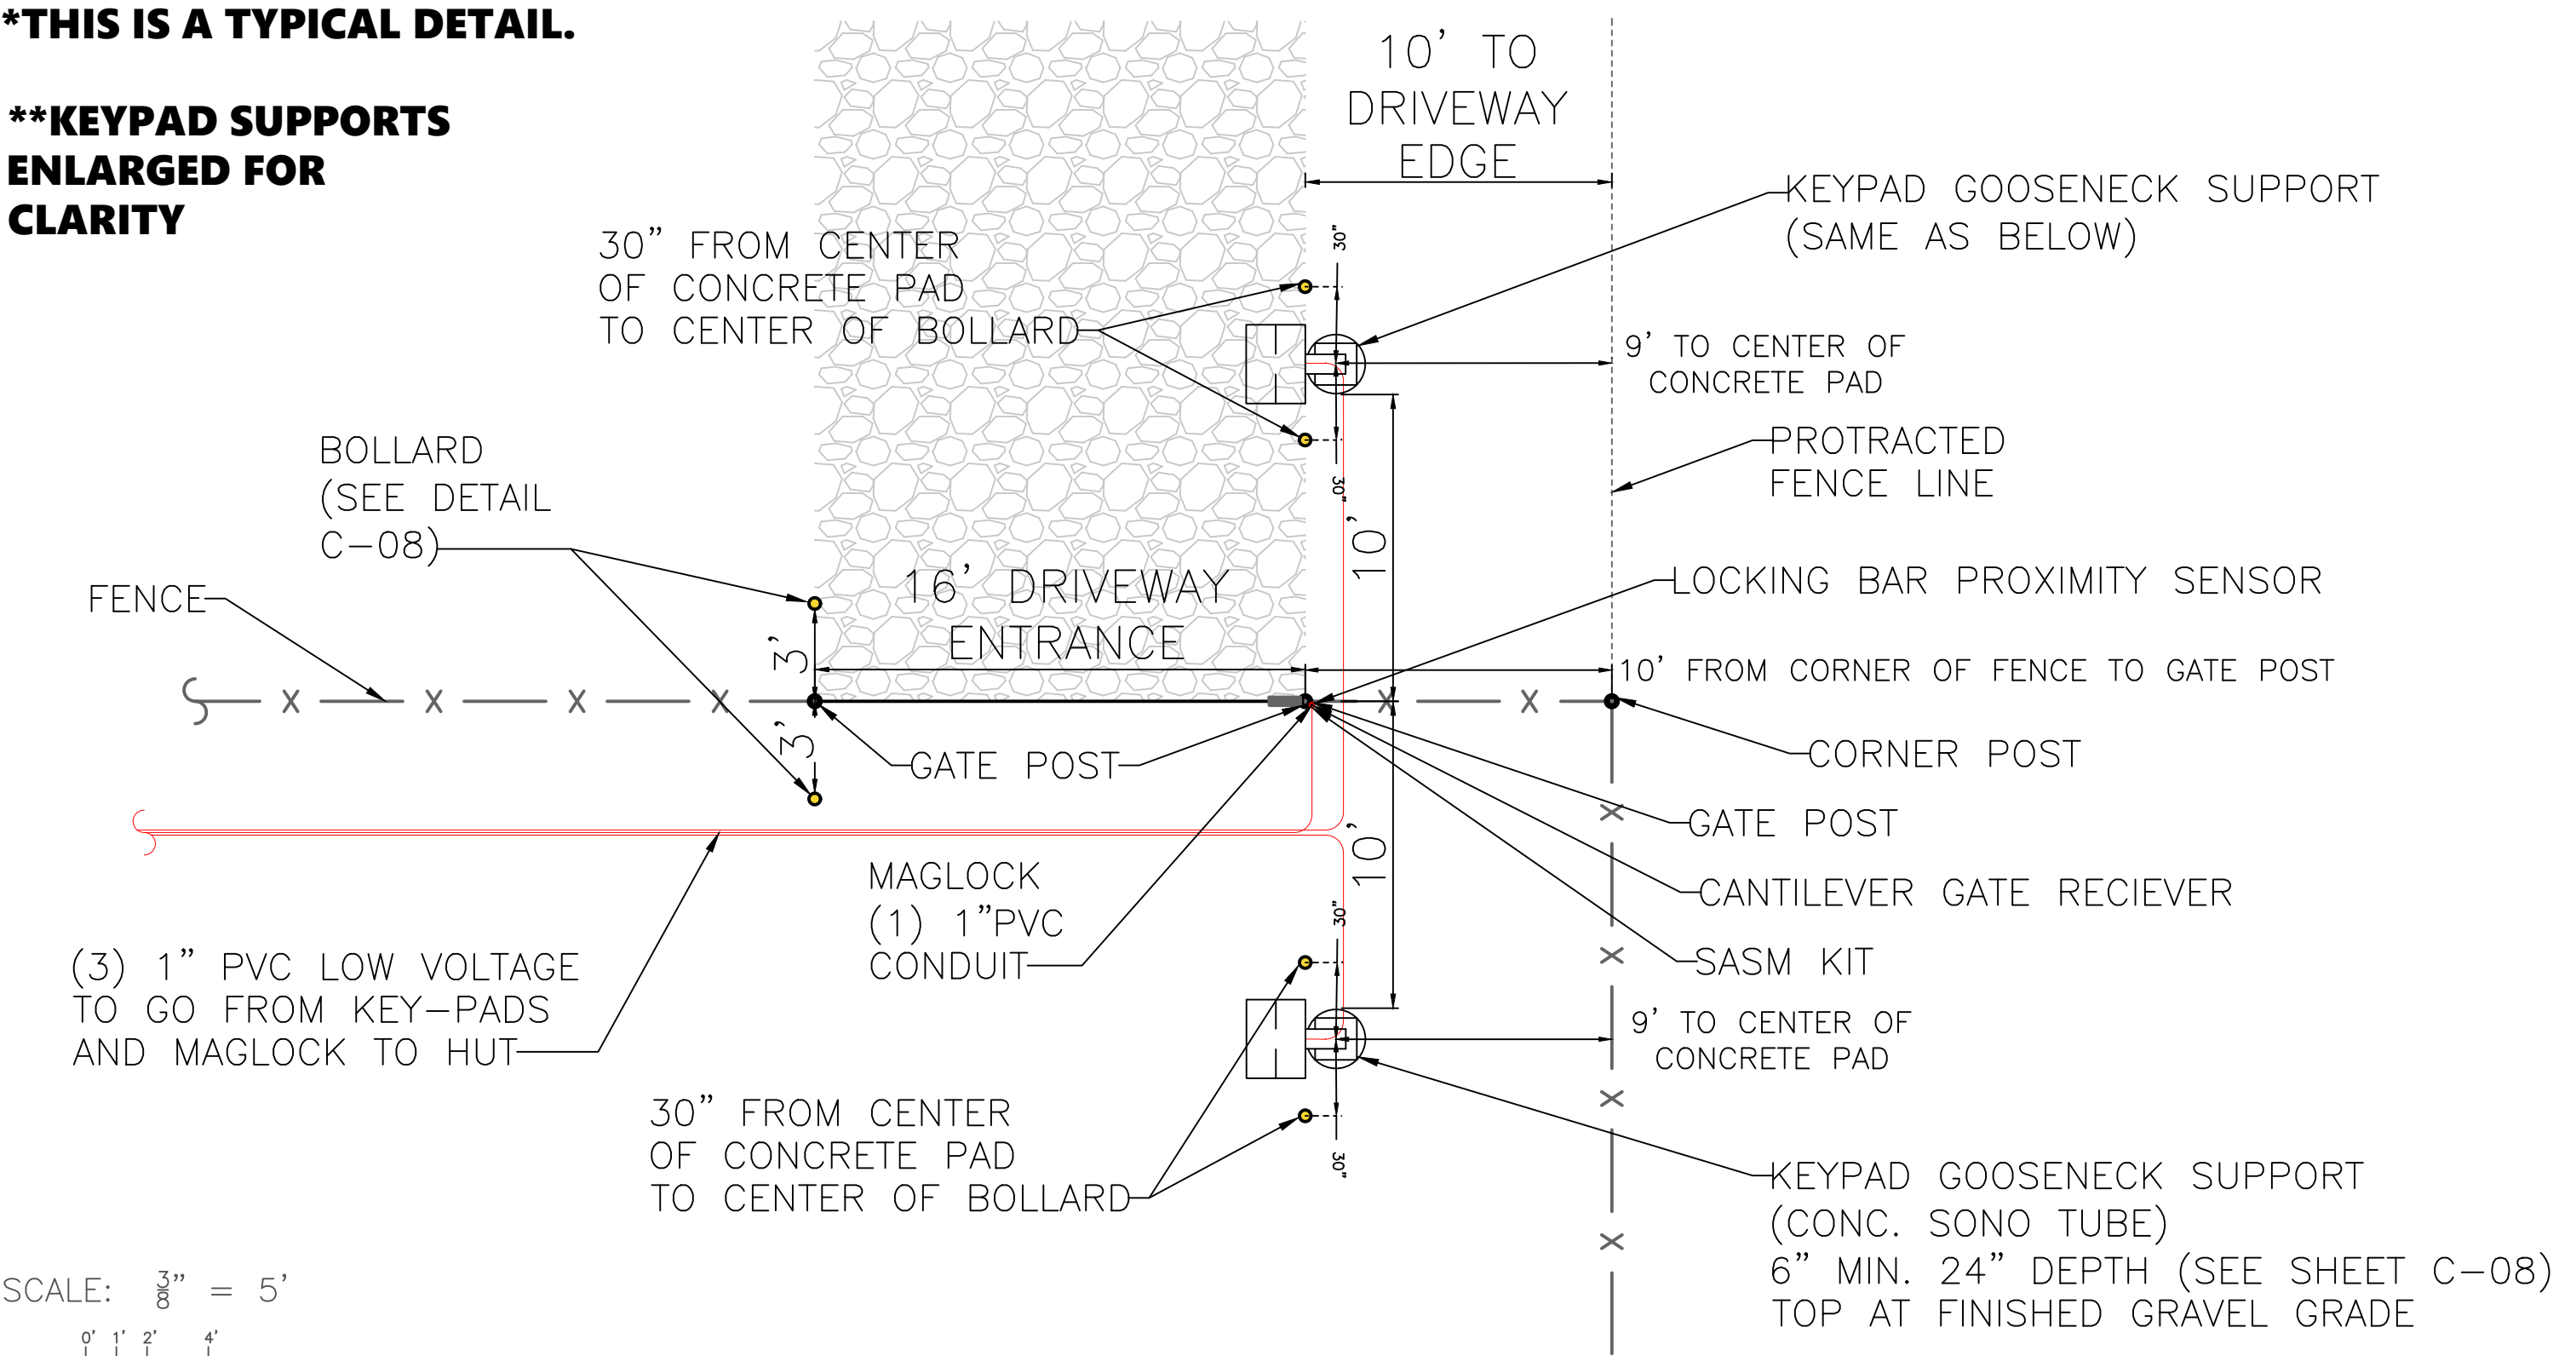 *THIS IS A TYPICAL DETAIL.
**KEYPAD SUPPORTS
ENLARGED FOR
CLARITY
10' TO
DRIVEWAY
EDGE
KEYPAD GOOSENECK SUPPORT
(SAME AS BELOW)
30" FROM CENTER
OF CONCRETE PAD
TO CENTER OF BOLLARD
30"
9' TO CENTER OF
CONCRETE PAD
30"
PROTRACTED
FENCE LINE
BOLLARD
(SEE DETAIL
C-08)
10'
FENCE
16' DRIVEWAY
ENTRANCE
LOCKING BAR PROXIMITY SENSOR
3'
10' FROM CORNER OF FENCE TO GATE POST
3'
GATE POST
CORNER POST
GATE POST
10'
MAGLOCK
(1) 1"PVC
CONDUIT
CANTILEVER GATE RECIEVER
SASM KIT
30"
(3) 1" PVC LOW VOLTAGE
TO GO FROM KEY-PADS
AND MAGLOCK TO HUT
9' TO CENTER OF
CONCRETE PAD
30" FROM CENTER
OF CONCRETE PAD
TO CENTER OF BOLLARD
30"
KEYPAD GOOSENECK SUPPORT
(CONC. SONO TUBE)
6" MIN. 24" DEPTH (SEE SHEET C-08)
TOP AT FINISHED GRAVEL GRADE
SCALE: 3/8" = 5'
0' 1' 2' 4'